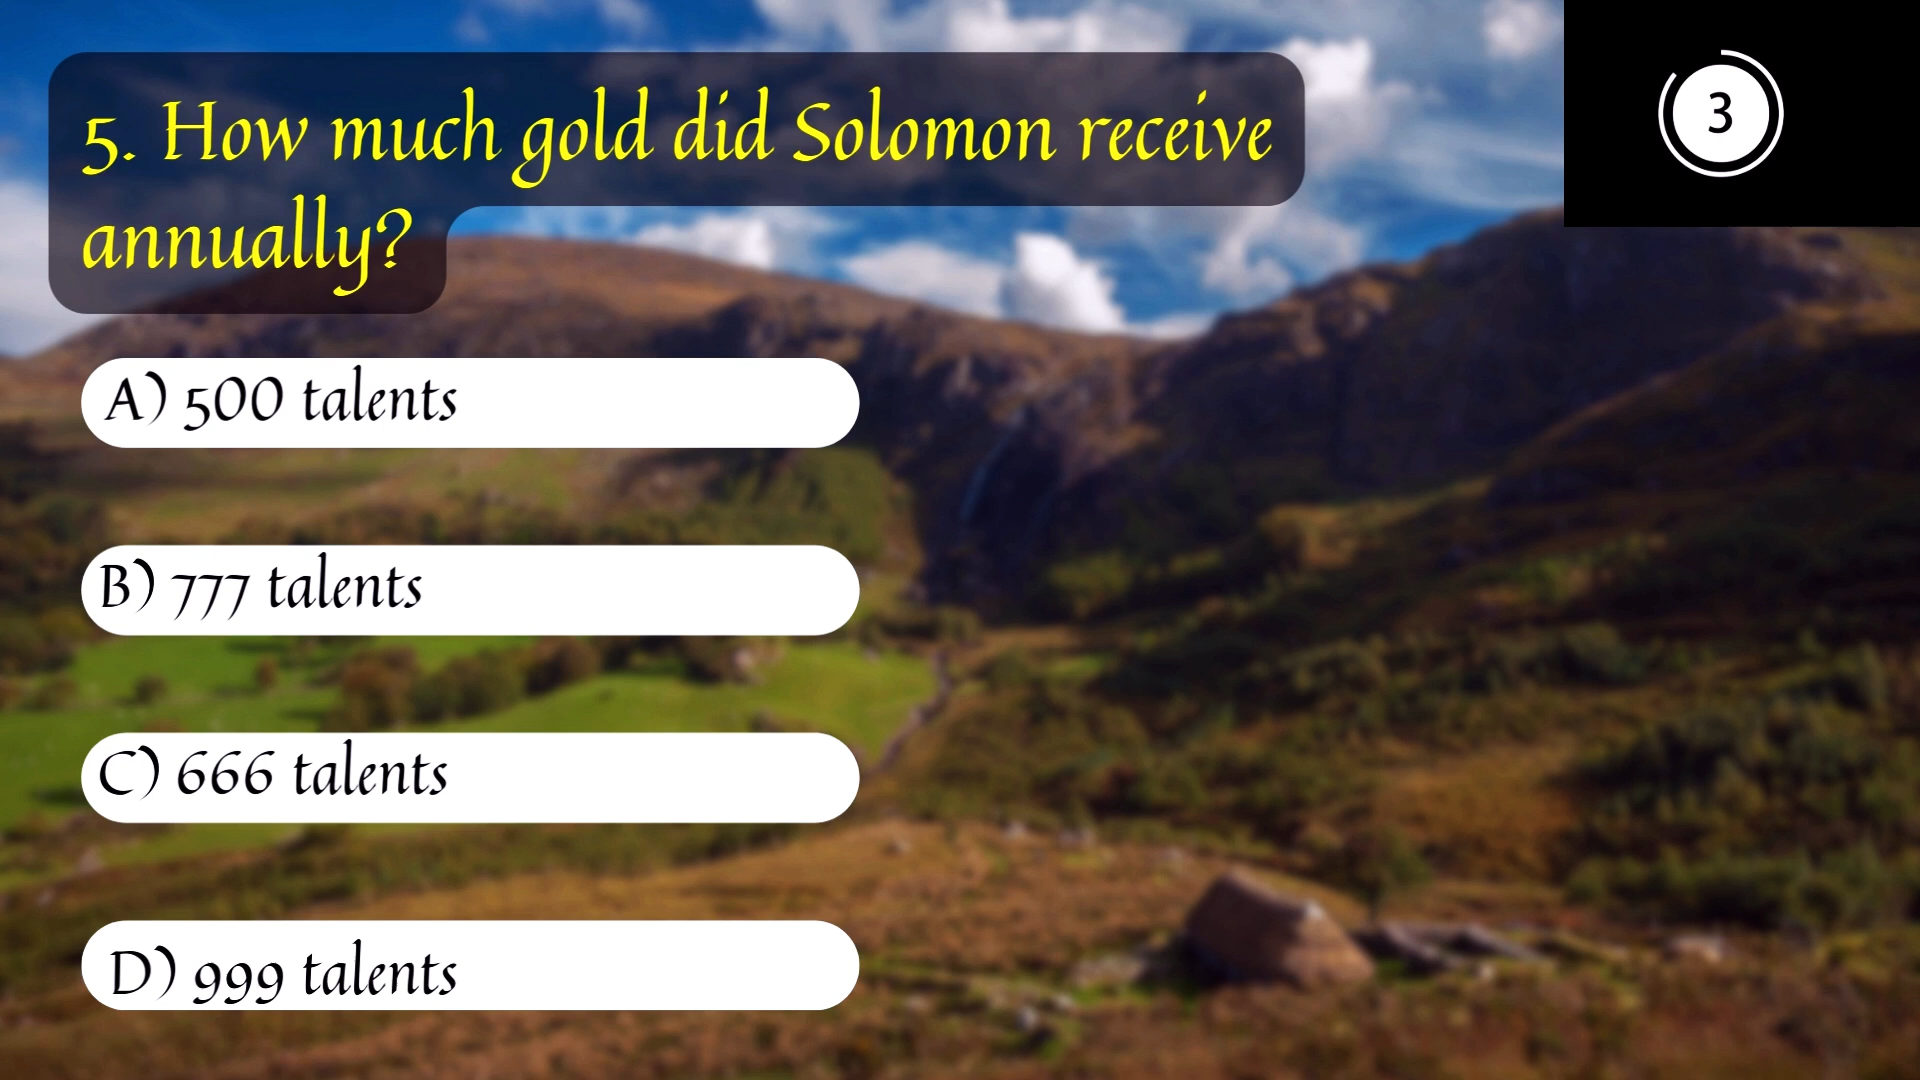 5. How much gold did Solomon receive
annually?
3
A) 500 talents
B) 777 talents
C) 666 talents
D) 999 talents